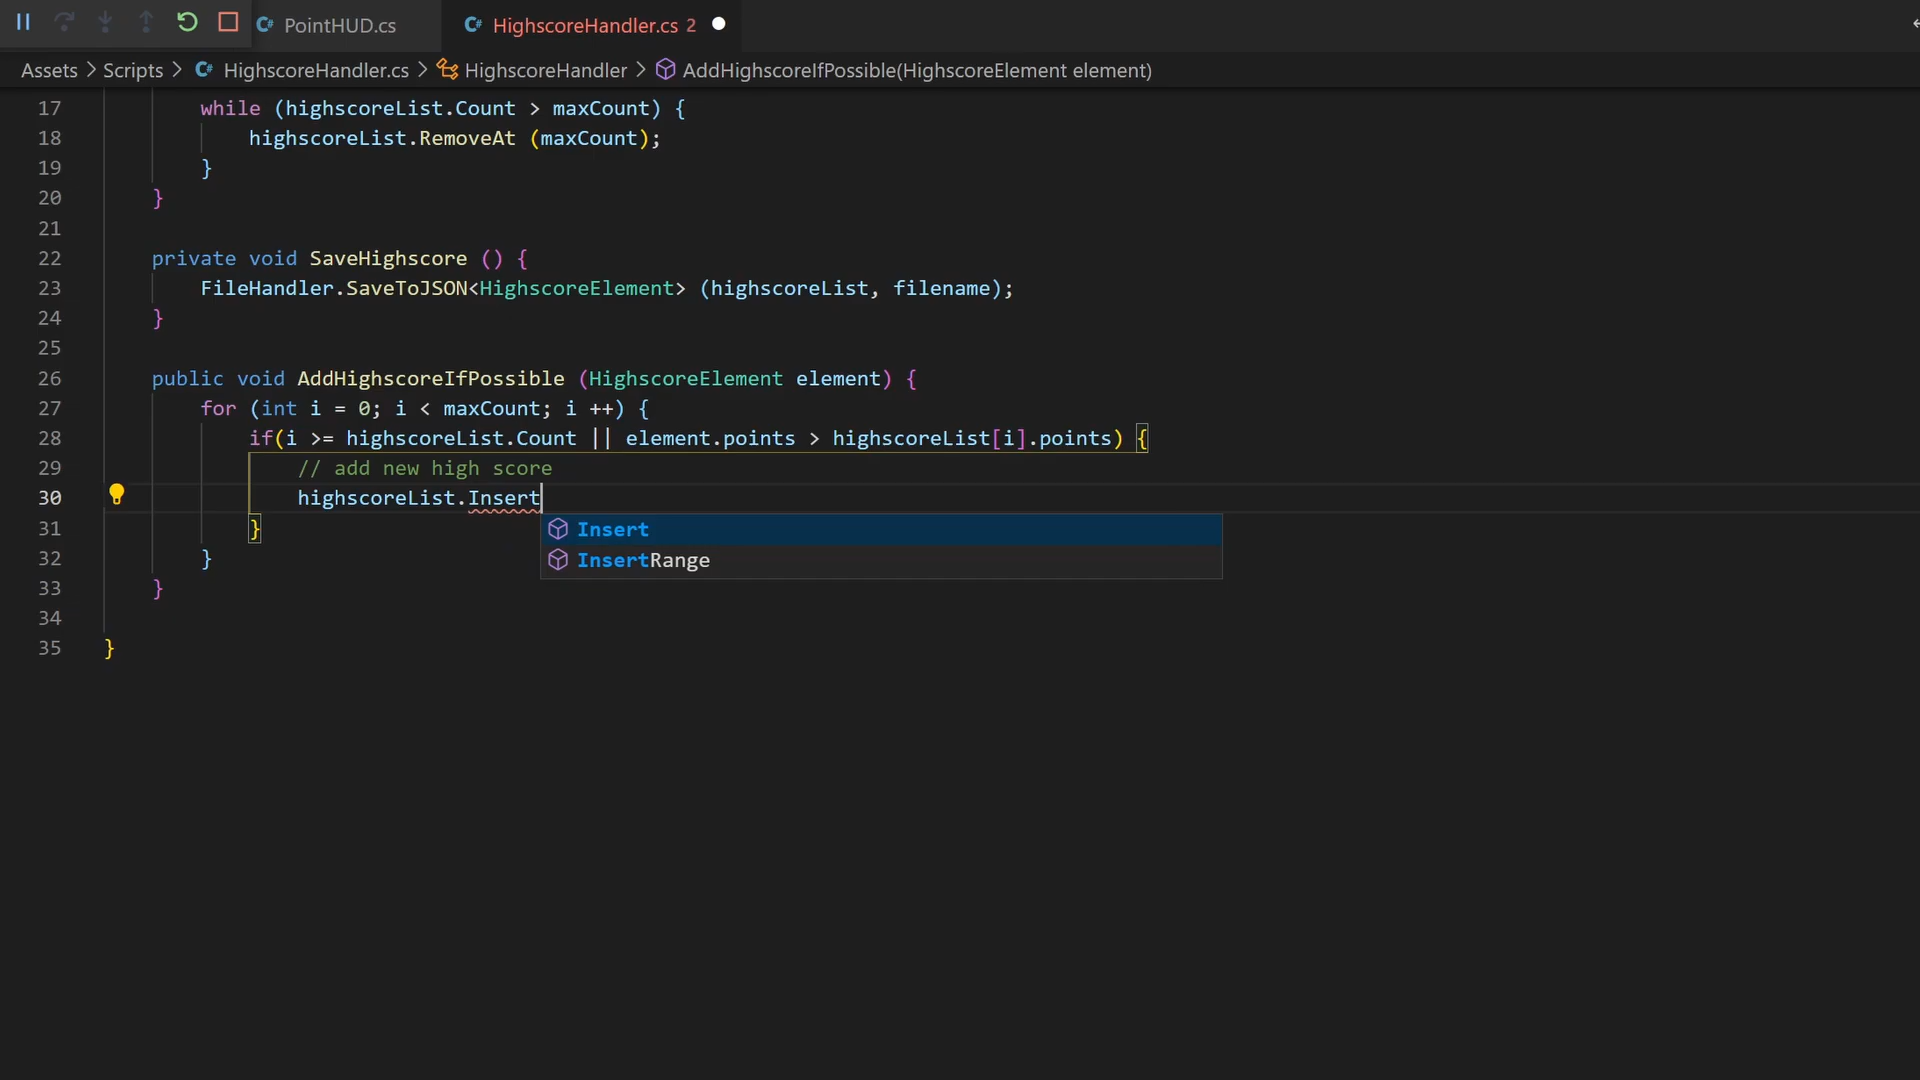 PointHUD.cs HighscoreHandler.cs 2
Assets > Scripts > HighscoreHandler.cs > HighscoreHandler > AddHighscoreIfPossible(HighscoreElement element)
17 while (highscoreList.Count > maxCount) {
18 highscoreList.RemoveAt (maxCount);
19 }
20 }
21
22 private void SaveHighscore () {
23 FileHandler.SaveToJSON<HighscoreElement> (highscoreList, filename);
24 }
25
26 public void AddHighscoreIfPossible (HighscoreElement element) {
27 for (int i = 0; i < maxCount; i ++) {
28 if(i >= highscoreList.Count || element.points > highscoreList[i].points) {
29 // add new high score
30 highscoreList.Insert
31 }
Insert
32 }
InsertRange
33 }
34
35 }